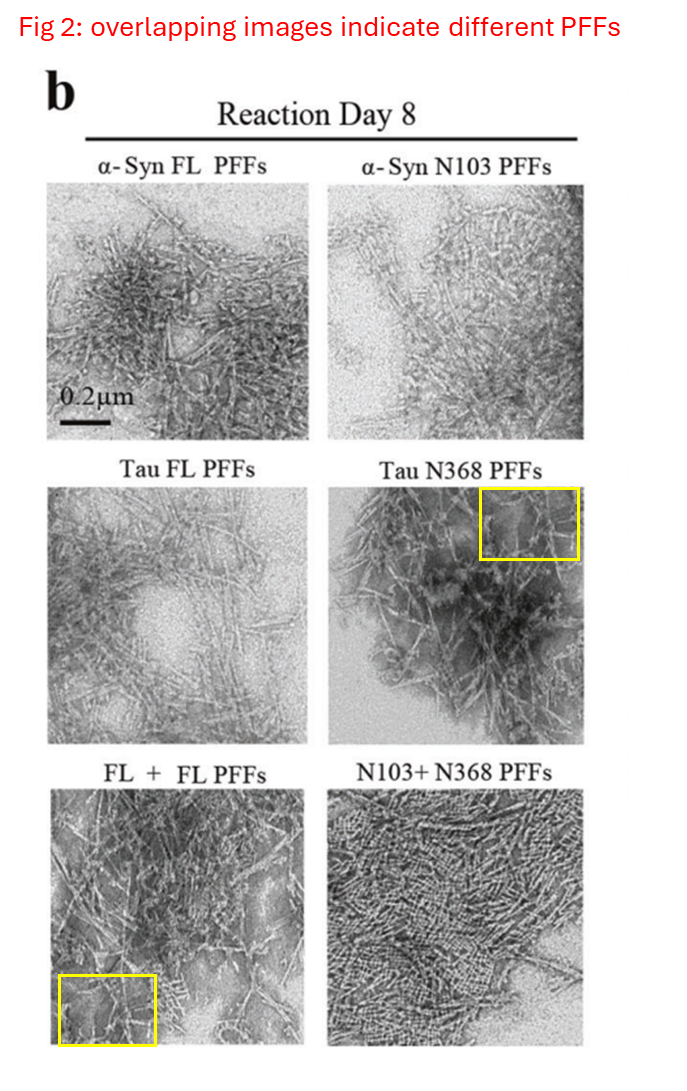 Fig 2: overlapping images indicate different PFFs
b
Reaction Day 8
α- Syn FL PFFs
α- Syn N103 PFFs
0.2μm
Tau FL PFFs
Tau N368 PFFs
FL + FL PFFs
N103+ N368 PFFs